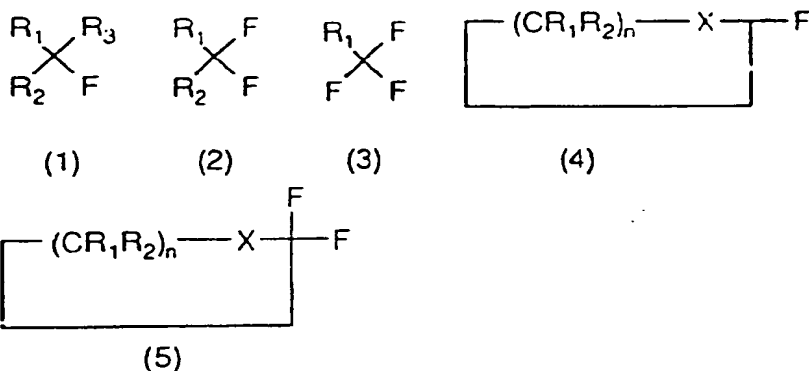 R₁ R₃ R₁ F R₁ F (CR₁R₂)ₙ X F
R₂ F R₂ F F F
(1) (2) (3) (4)
F
(CR₁R₂)ₙ X F
(5)